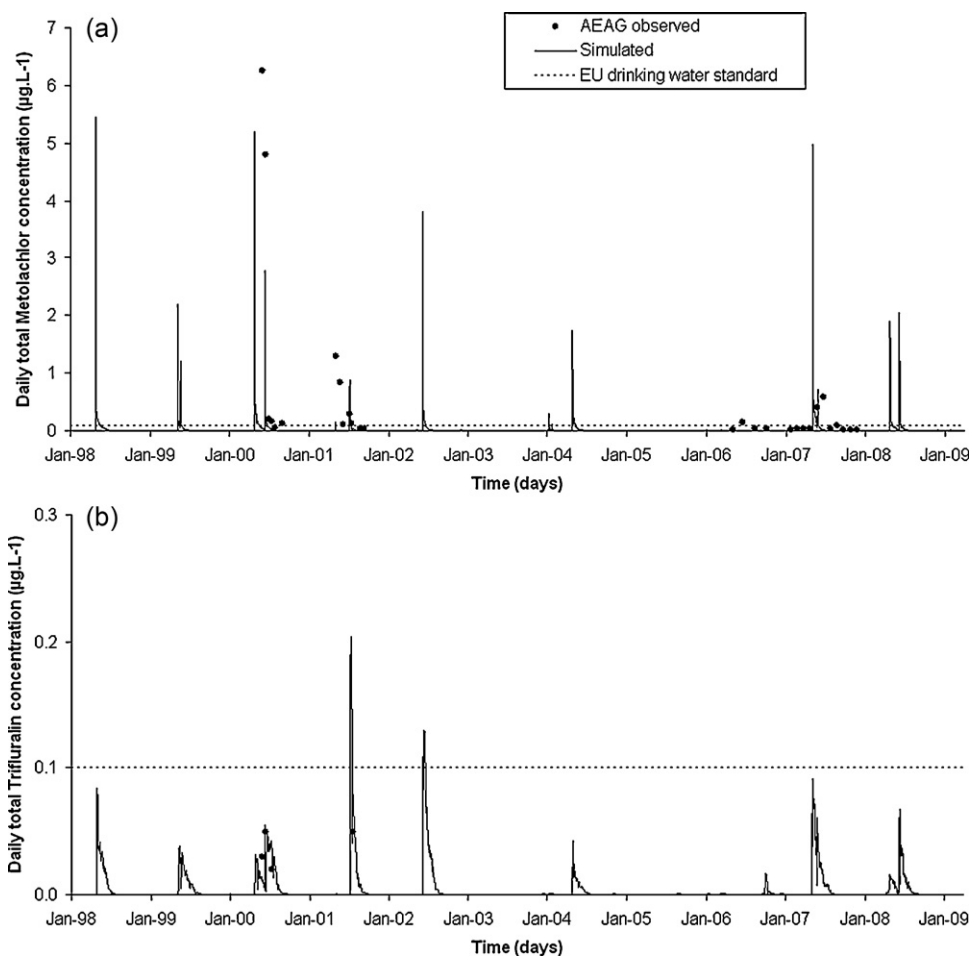 (a)
AEAG observed
Simulated
EU drinking water standard
Daily total Metolachlor concentration (µg.L-1)
7
6
5
4
3
2
1
0
Jan-98 Jan-99 Jan-00 Jan-01 Jan-02 Jan-03 Jan-04 Jan-05 Jan-06 Jan-07 Jan-08 Jan-09
Time (days)
(b)
Daily total Trifluralin concentration (µg.L-1)
0.3
0.2
0.1
0.0
Jan-98 Jan-99 Jan-00 Jan-01 Jan-02 Jan-03 Jan-04 Jan-05 Jan-06 Jan-07 Jan-08 Jan-09
Time (days)